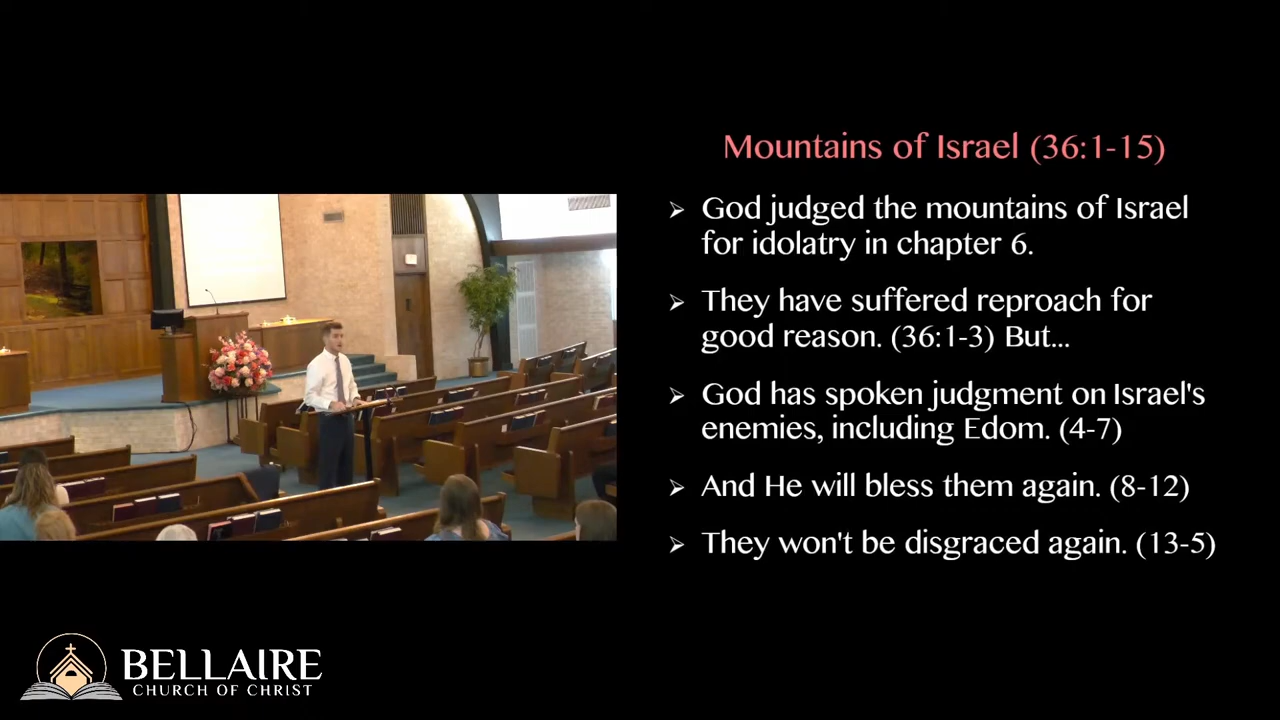 Mountains of Israel (36:1-15)
➢ God judged the mountains of Israel
for idolatry in chapter 6.
➢ They have suffered reproach for
good reason. (36:1-3) But...
➢ God has spoken judgment on Israel's
enemies, including Edom. (4-7)
➢ And He will bless them again. (8-12)
➢ They won't be disgraced again. (13-5)
BELLAIRE
CHURCH OF CHRIST